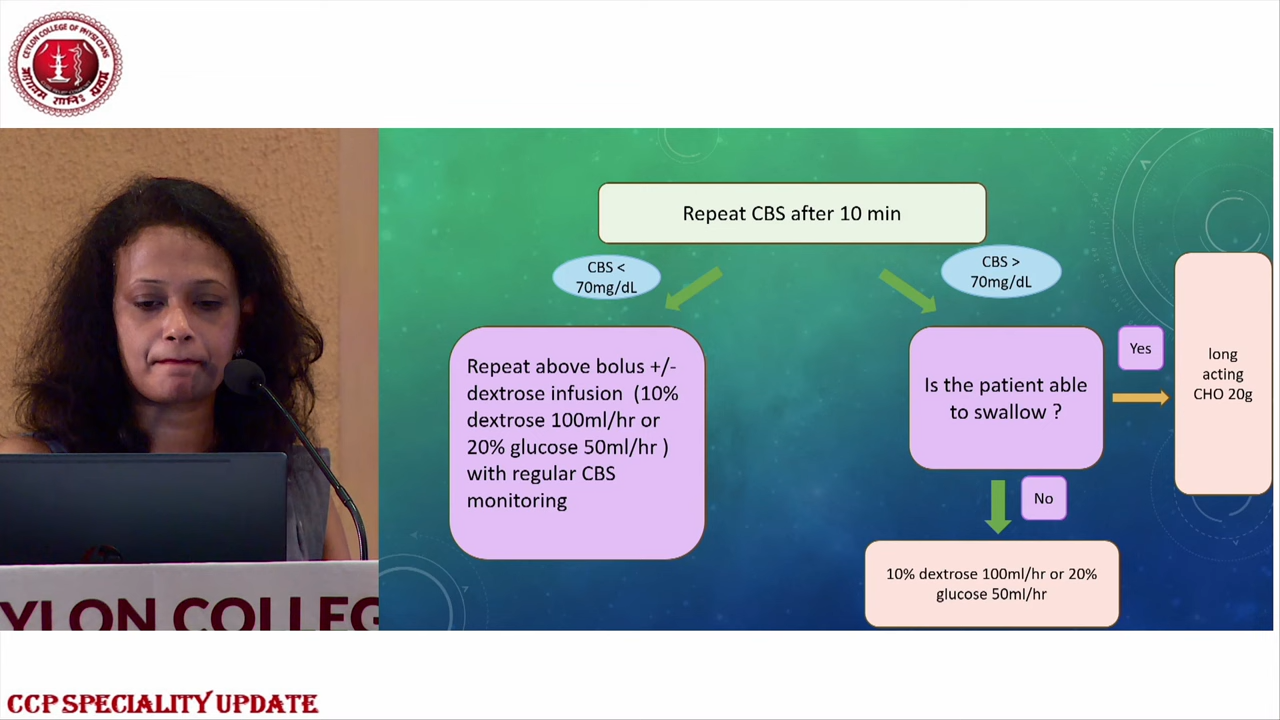 CEYLON COLLEGE OF PHYSICIANS
Repeat CBS after 10 min
CBS <
70mg/dL
CBS >
70mg/dL
Repeat above bolus +/-
dextrose infusion (10%
dextrose 100ml/hr or
20% glucose 50ml/hr )
with regular CBS
monitoring
Is the patient able
to swallow ?
Yes
long
acting
CHO 20g
No
10% dextrose 100ml/hr or 20%
glucose 50ml/hr
YLON COLLEG
CCP SPECIALITY UPDATE